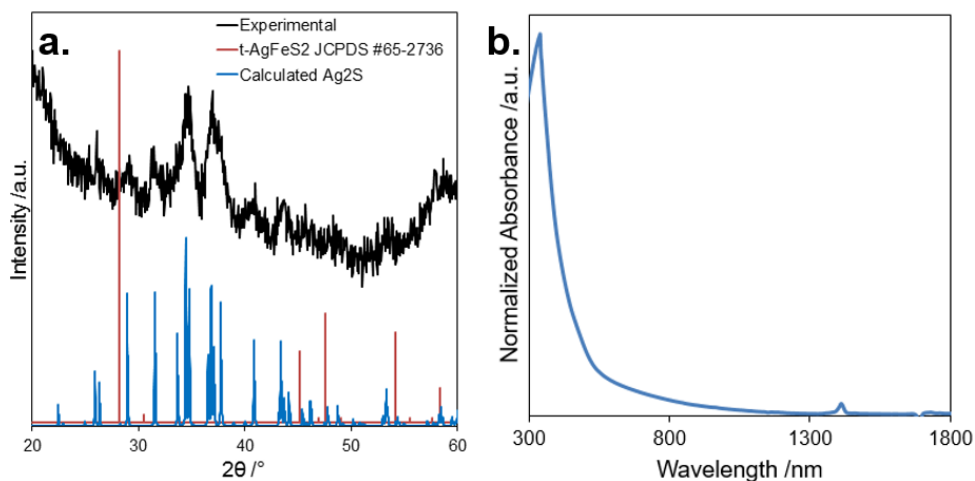 a.
Experimental
t-AgFeS2 JCPDS #65-2736
Calculated Ag2S
Intensity /a.u.
20 30 40 50 60
2θ /°
b.
Normalized Absorbance /a.u.
300 800 1300 1800
Wavelength /nm